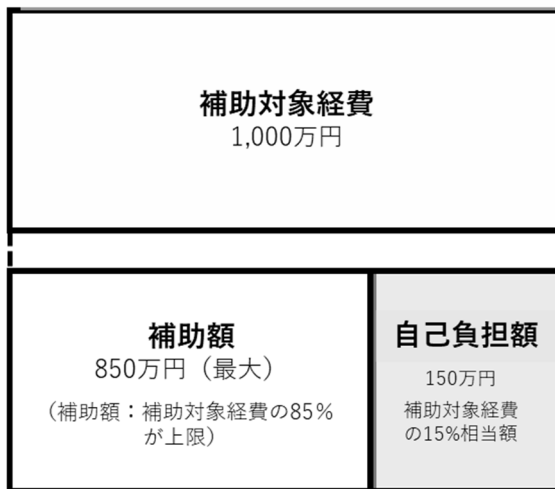 補助対象経費
1,000万円
補助額
850万円（最大）
（補助額：補助対象経費の85％
が上限）
自己負担額
150万円
補助対象経費
の15%相当額